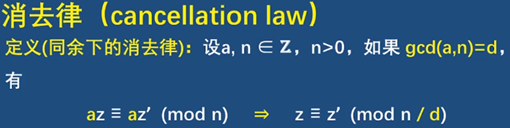 消去律（cancellation law）
定义(同余下的消去律)：设a, n ∈ Z，n>0，如果 gcd(a,n)=d，
有
az ≡ az′ (mod n) ⇒ z ≡ z′ (mod n / d)